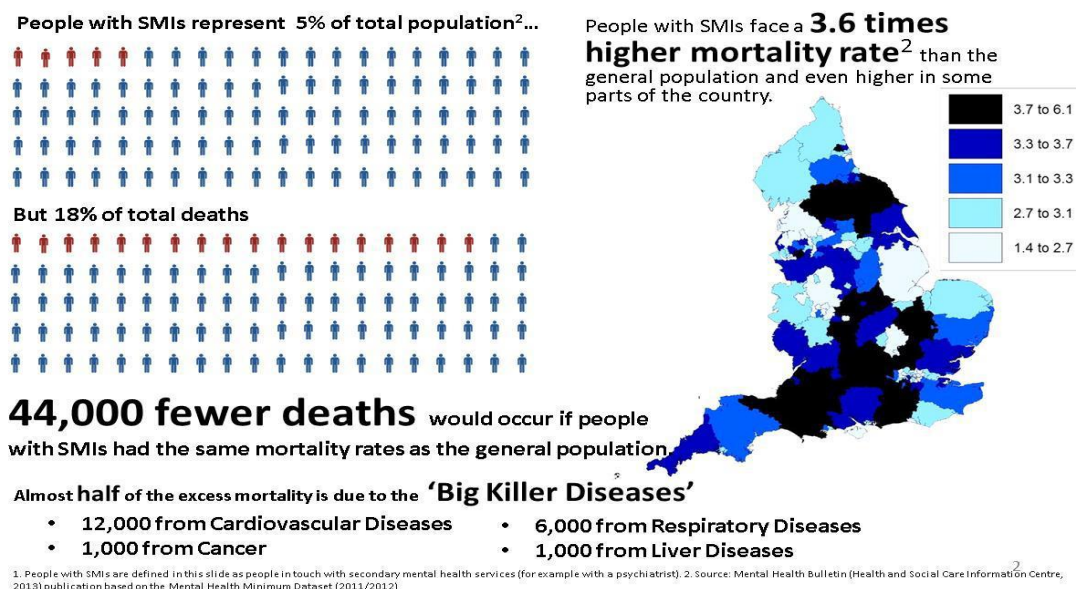 People with SMIs represent 5% of total population²...
But 18% of total deaths
44,000 fewer deaths would occur if people
with SMIs had the same mortality rates as the general population.
People with SMIs face a 3.6 times
higher mortality rate² than the
general population and even higher in some
parts of the country.
3.7 to 6.1
3.3 to 3.7
3.1 to 3.3
2.7 to 3.1
1.4 to 2.7
Almost half of the excess mortality is due to the ‘Big Killer Diseases’
• 12,000 from Cardiovascular Diseases
• 1,000 from Cancer
• 6,000 from Respiratory Diseases
• 1,000 from Liver Diseases
2
1. People with SMIs are defined in this slide as people in touch with secondary mental health services (for example with a psychiatrist). 2. Source: Mental Health Bulletin (Health and Social Care Information Centre,
2013) publication based on the Mental Health Minimum Dataset (2011/2012)